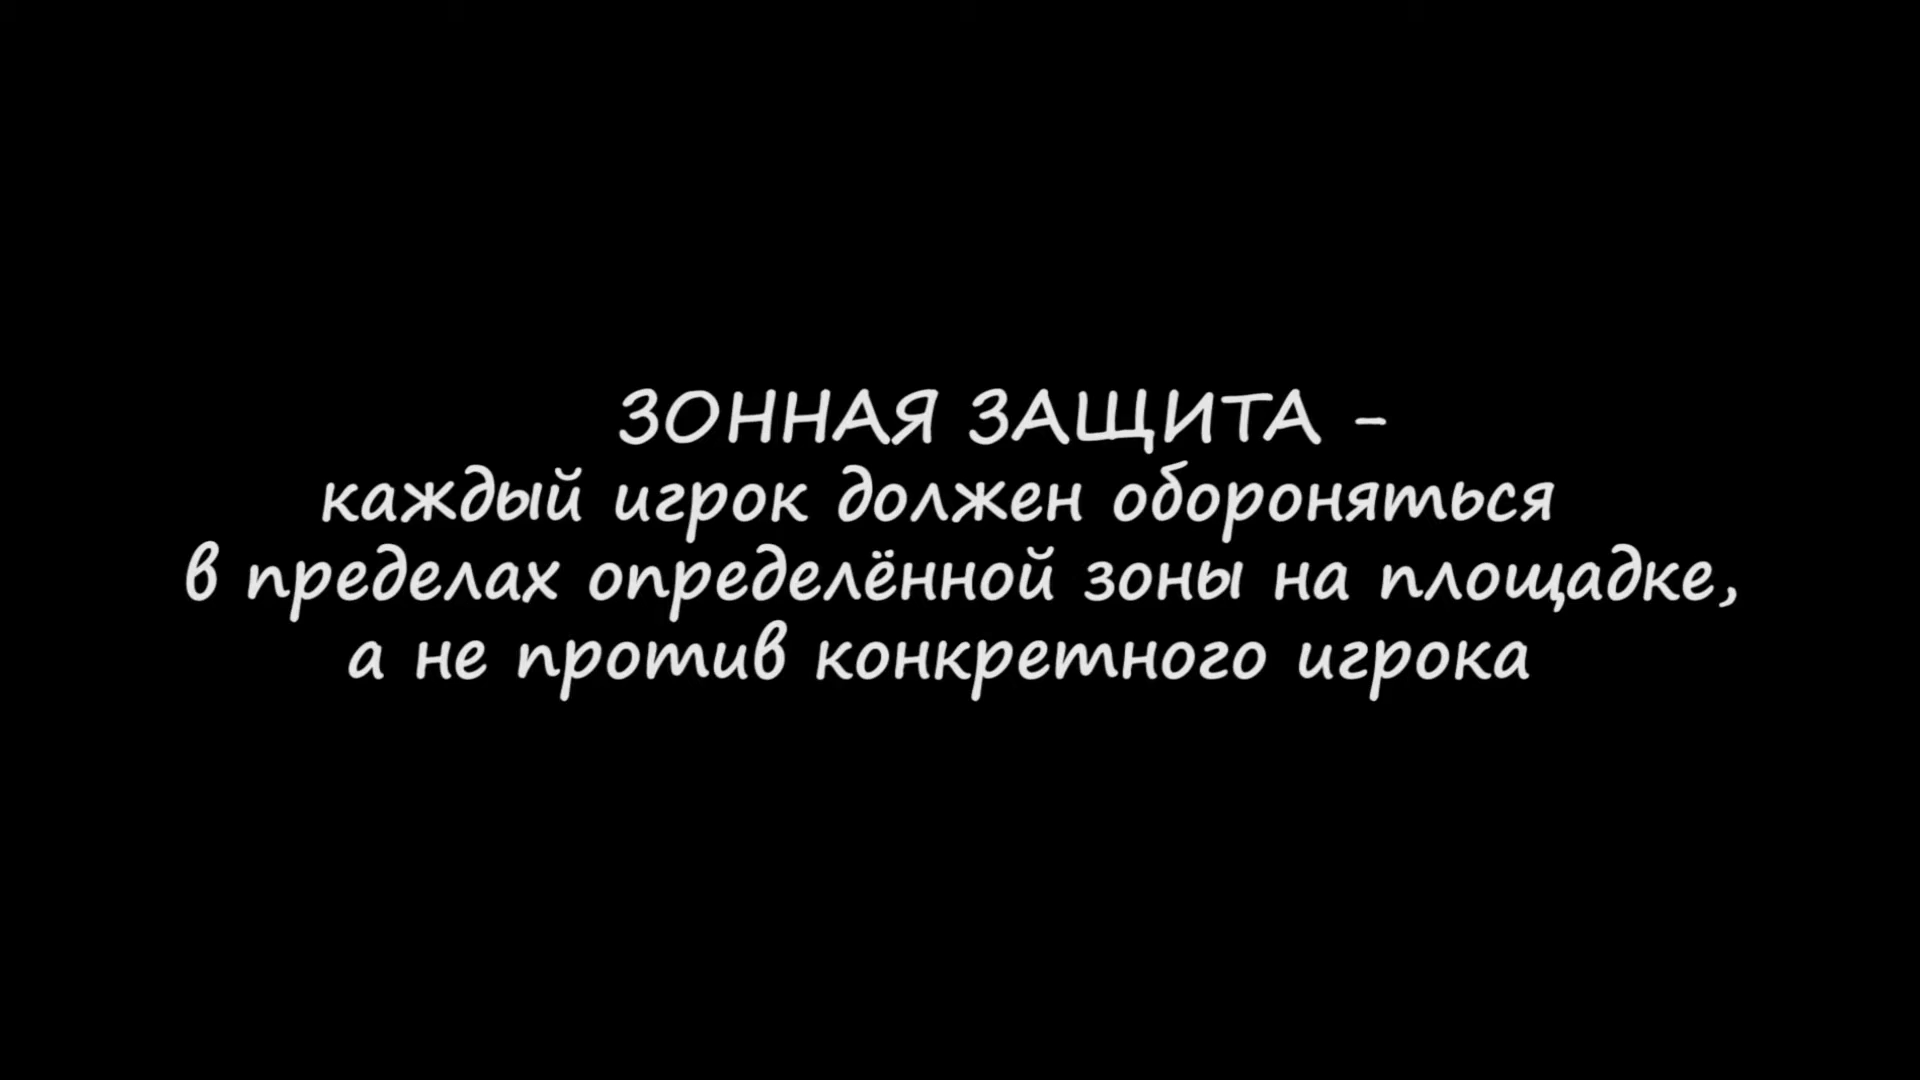 ЗОННАЯ ЗАЩИТА -
каждый игрок должен обороняться
в пределах определённой зоны на площадке,
а не против конкретного игрока